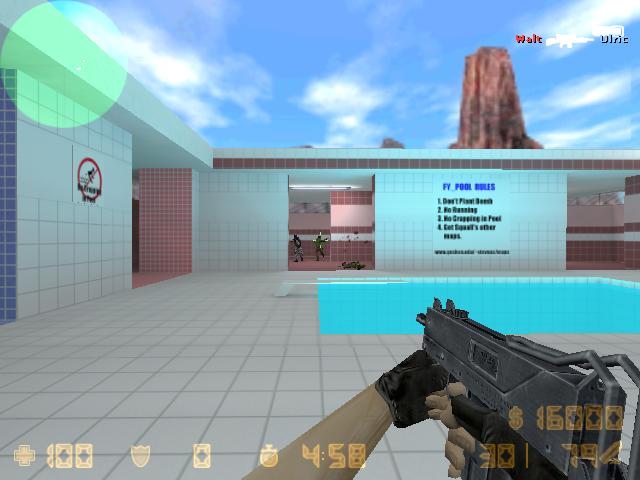 Walt Ulric
FY_POOL RULES
1. Don't Plant Bomb
2. No Running
3. No Crapping in Pool
4. Get Squall's other
maps.
$ 16000
100 0 4:58 30 | 79